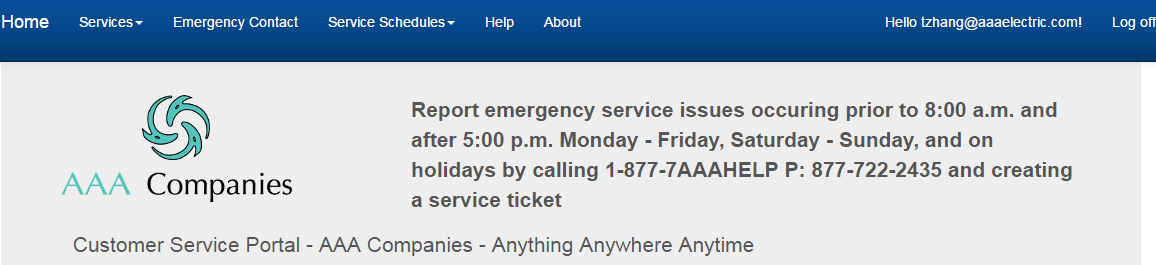 Home Services Emergency Contact Service Schedules Help About Hello tzhang@aaaelectric.com! Log off
Report emergency service issues occuring prior to 8:00 a.m. and
after 5:00 p.m. Monday - Friday, Saturday - Sunday, and on
holidays by calling 1-877-7AAAHELP P: 877-722-2435 and creating
a service ticket
AAA Companies
Customer Service Portal - AAA Companies - Anything Anywhere Anytime